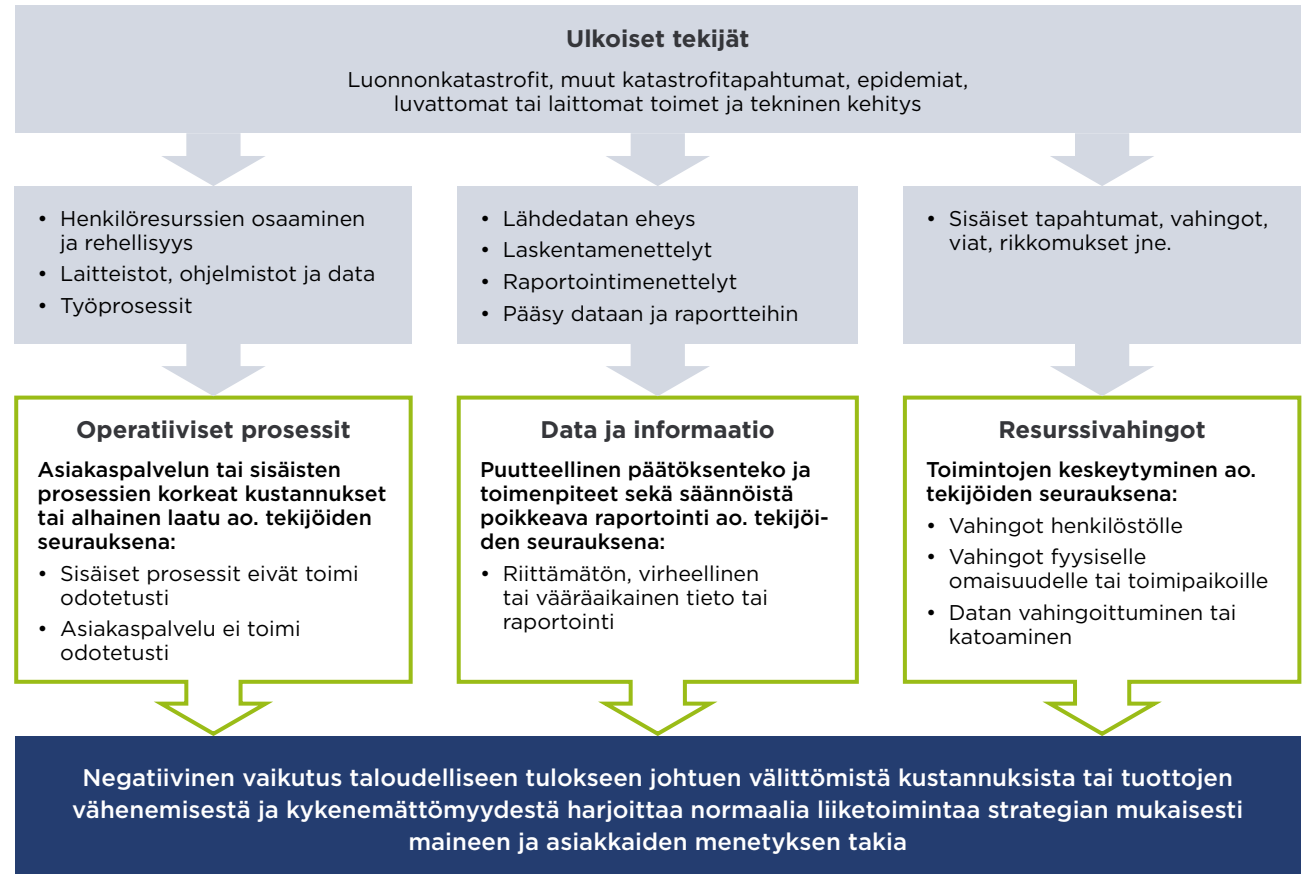 Ulkoiset tekijät
Luonnonkatastrofit, muut katastrofitapahtumat, epidemiat,
luvattomat tai laittomat toimet ja tekninen kehitys
• Henkilöresurssien osaaminen
ja rehellisyys
• Laitteistot, ohjelmistot ja data
• Työprosessit
• Lähdedatan eheys
• Laskentamenettelyt
• Raportointimenettelyt
• Pääsy dataan ja raportteihin
• Sisäiset tapahtumat, vahingot,
viat, rikkomukset jne.
Operatiiviset prosessit
Asiakaspalvelun tai sisäisten
prosessien korkeat kustannukset
tai alhainen laatu ao. tekijöiden
seurauksena:
• Sisäiset prosessit eivät toimi
odotetusti
• Asiakaspalvelu ei toimi
odotetusti
Data ja informaatio
Puutteellinen päätöksenteko ja
toimenpiteet sekä säännöistä
poikkeava raportointi ao. tekijöi-
den seurauksena:
• Riittämätön, virheellinen
tai vääräaikainen tieto tai
raportointi
Resurssivahingot
Toimintojen keskeytyminen ao.
tekijöiden seurauksena:
• Vahingot henkilöstölle
• Vahingot fyysiselle
omaisuudelle tai toimipaikoille
• Datan vahingoittuminen tai
katoaminen
Negatiivinen vaikutus taloudelliseen tulokseen johtuen välittömistä kustannuksista tai tuottojen
vähenemisestä ja kykenemättömyydestä harjoittaa normaalia liiketoimintaa strategian mukaisesti
maineen ja asiakkaiden menetyksen takia